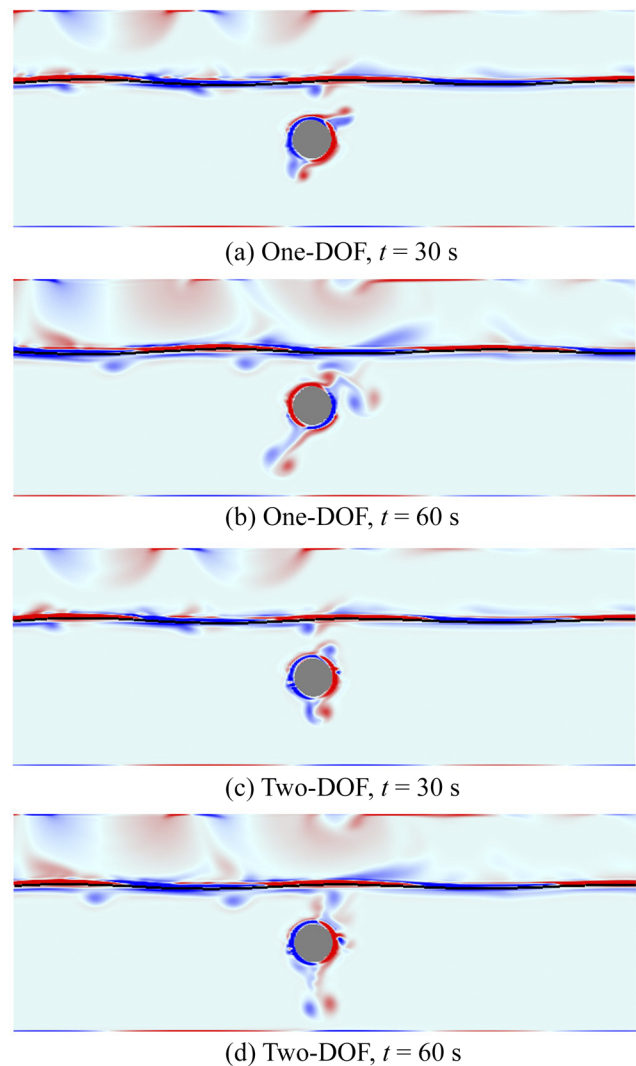 (a) One-DOF, t = 30 s
(b) One-DOF, t = 60 s
(c) Two-DOF, t = 30 s
(d) Two-DOF, t = 60 s